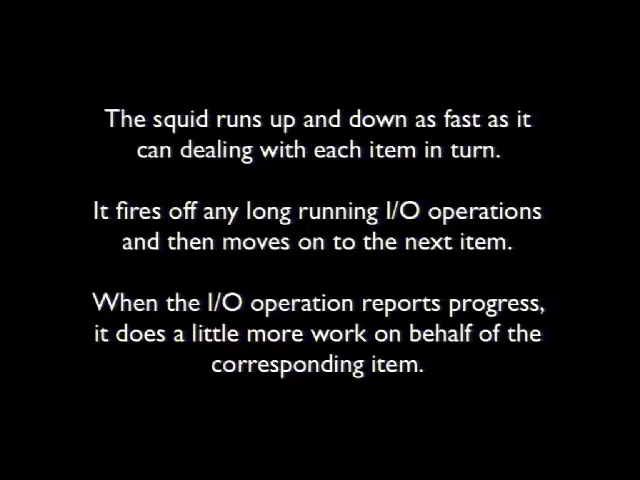 The squid runs up and down as fast as it
can dealing with each item in turn.
It fires off any long running I/O operations
and then moves on to the next item.
When the I/O operation reports progress,
it does a little more work on behalf of the
corresponding item.